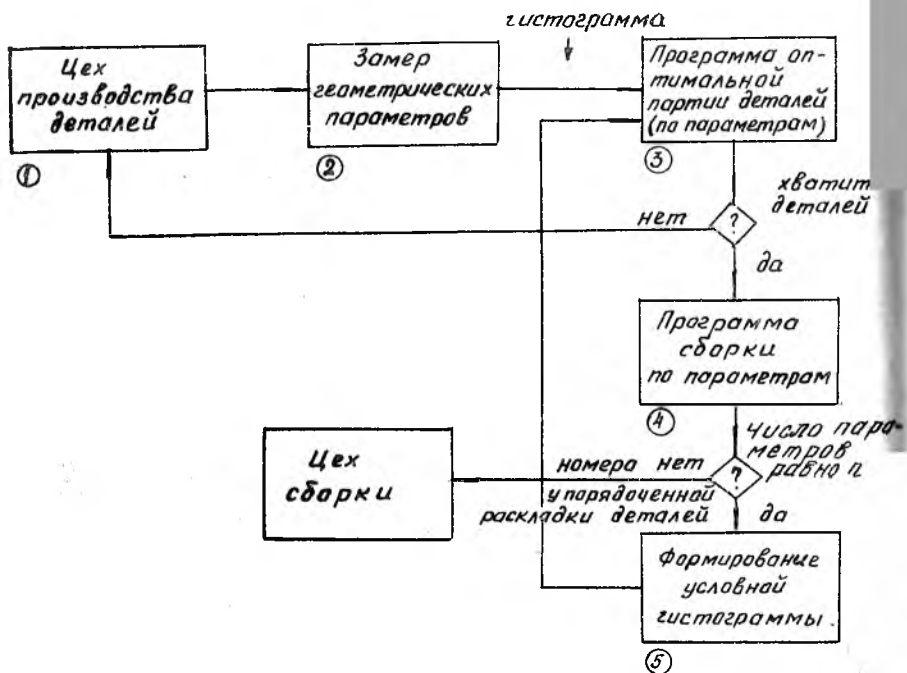 гистограмма
Цех
производства
деталей
①
Замер
геометрических
параметров
②
Программа оп-
тимальной
партии деталей
(по параметрам)
③
хватит
деталей
?
нет
да
Программа
сборки
по параметрам
④
Число пара-
метров
равно n
?
номера нет
упорядоченной
раскладки деталей
да
Цех
сборки
Формирование
условной
гистограммы.
⑤